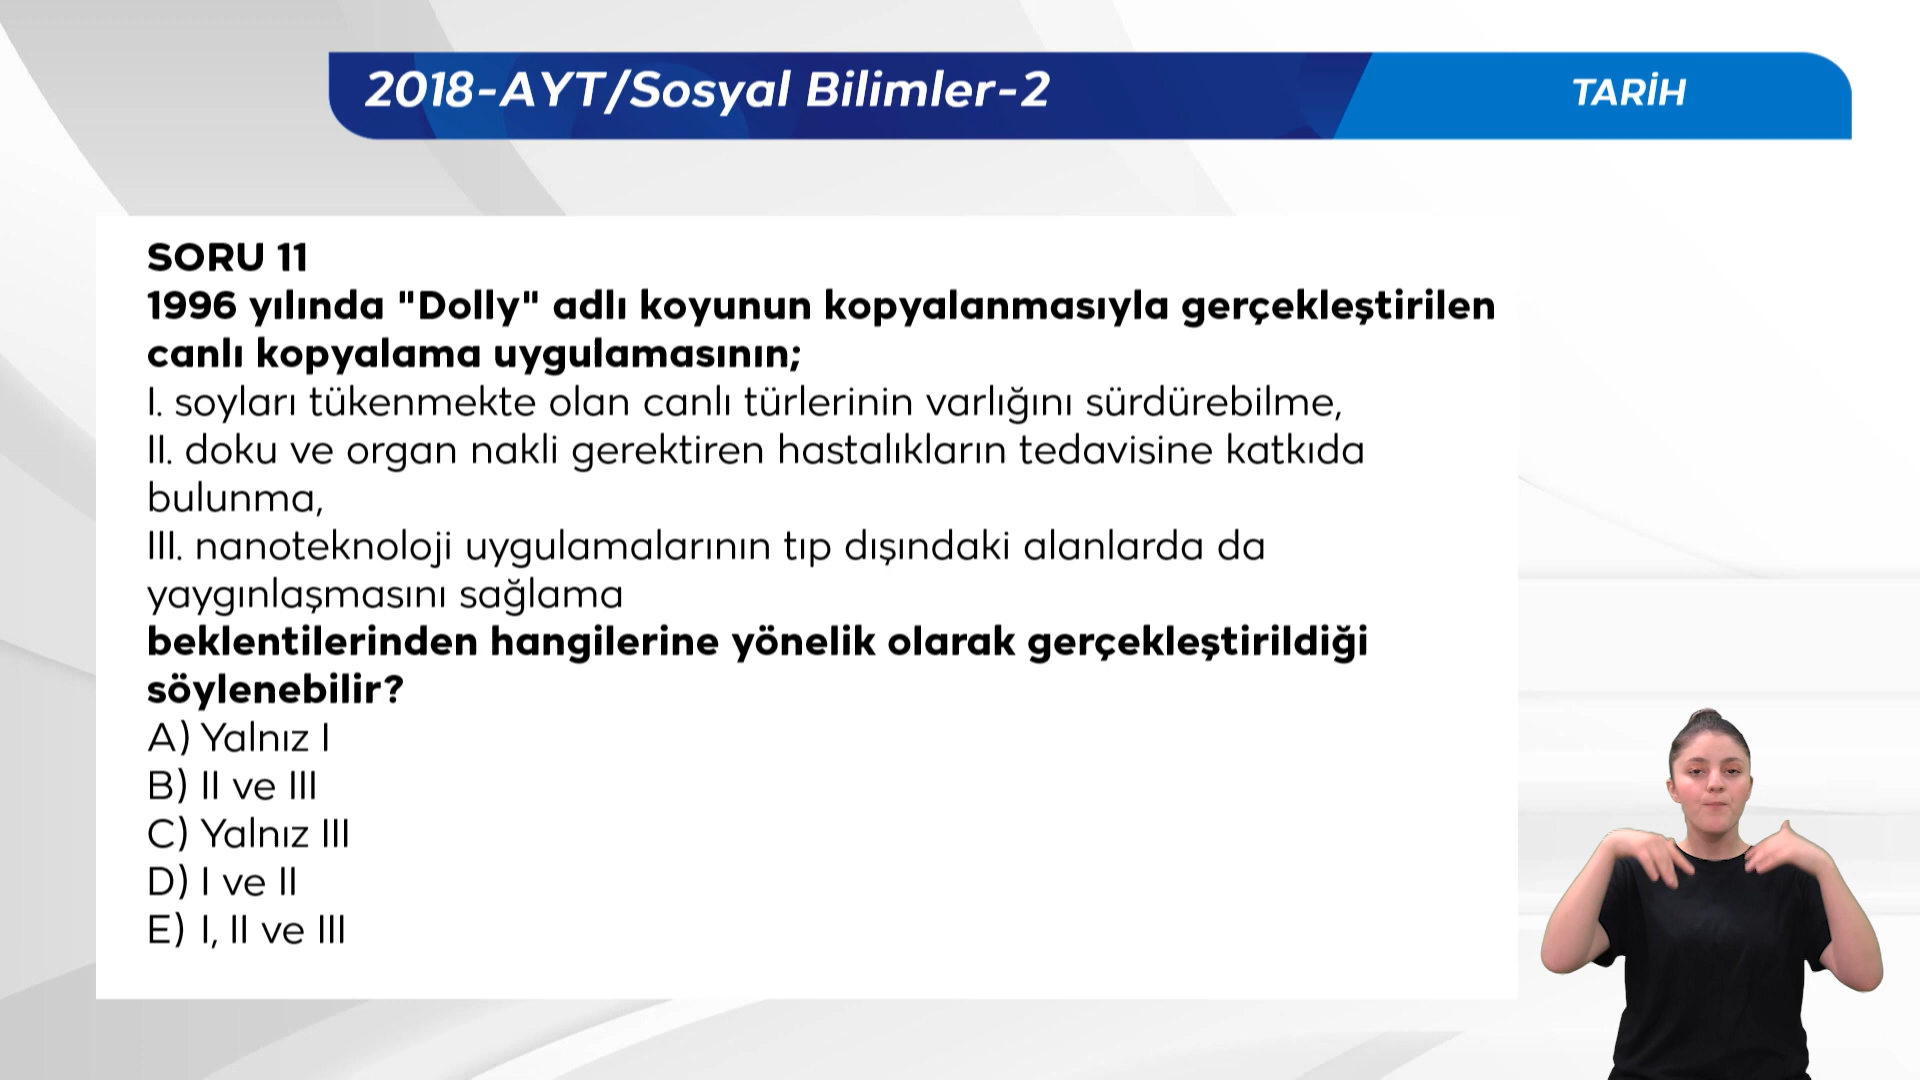 2018-AYT/Sosyal Bilimler-2
TARİH
SORU 11
1996 yılında "Dolly" adlı koyunun kopyalanmasıyla gerçekleştirilen
canlı kopyalama uygulamasının;
I. soyları tükenmekte olan canlı türlerinin varlığını sürdürebilme,
II. doku ve organ nakli gerektiren hastalıkların tedavisine katkıda
bulunma,
III. nanoteknoloji uygulamalarının tıp dışındaki alanlarda da
yaygınlaşmasını sağlama
beklentilerinden hangilerine yönelik olarak gerçekleştirildiği
söylenebilir?
A) Yalnız I
B) II ve III
C) Yalnız III
D) I ve II
E) I, II ve III